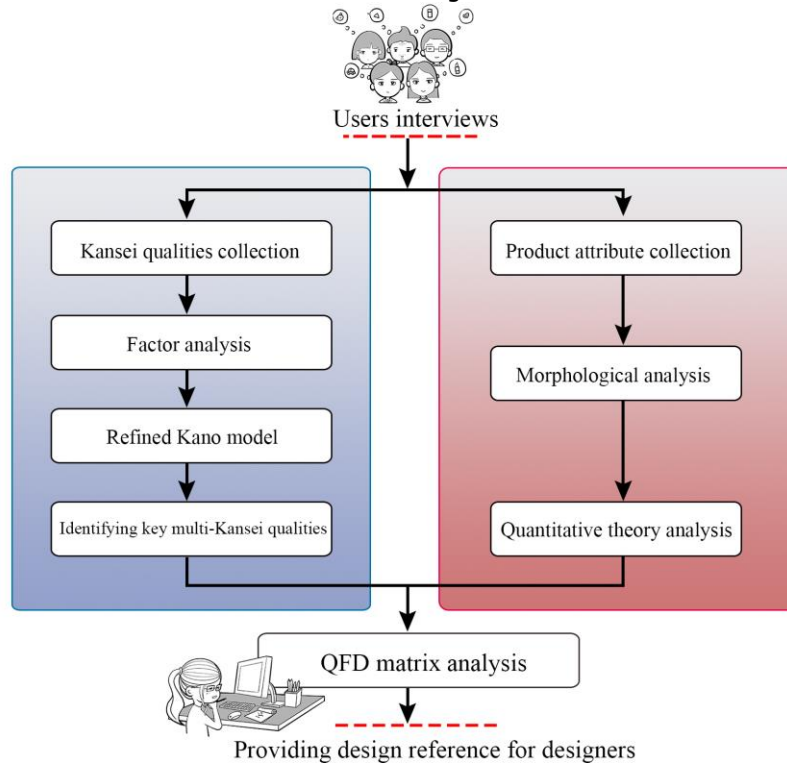 Users interviews
Kansei qualities collection
Factor analysis
Refined Kano model
Identifying key multi-Kansei qualities
Product attribute collection
Morphological analysis
Quantitative theory analysis
QFD matrix analysis
Providing design reference for designers